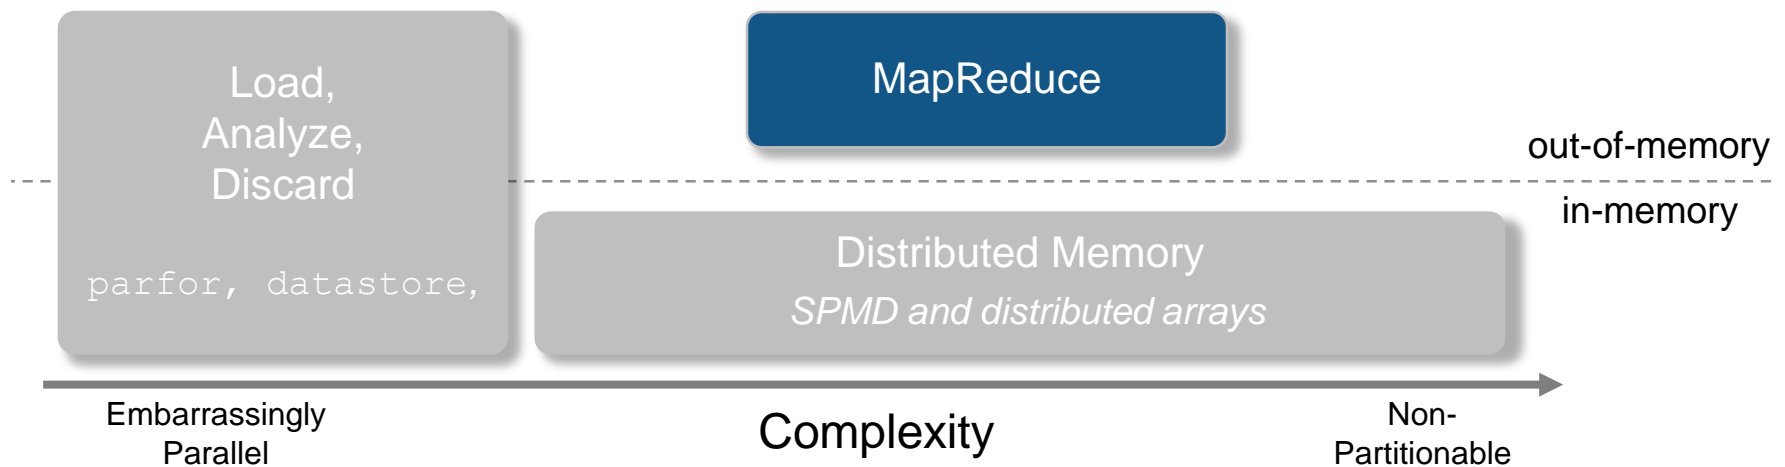 Load,
Analyze,
Discard
parfor, datastore,
MapReduce
out-of-memory
in-memory
Distributed Memory
SPMD and distributed arrays
Embarrassingly
Parallel
Complexity
Non-
Partitionable